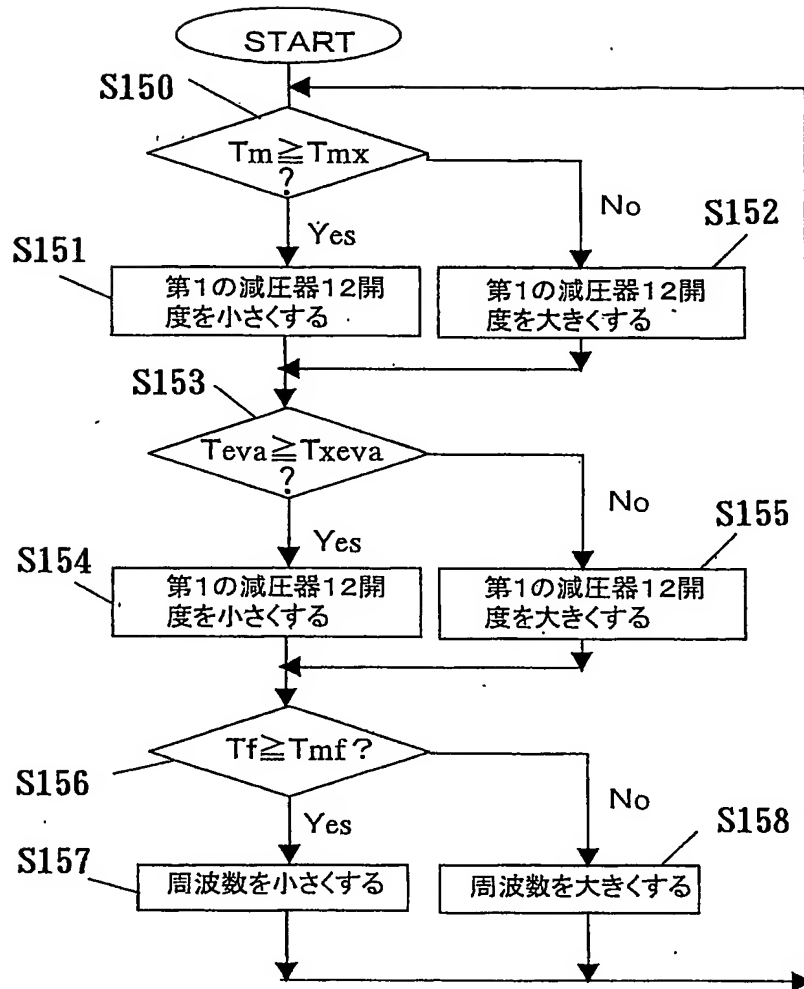 START
S150
Tm≧Tmx
?
Yes
No
S151
第1の減圧器12開
度を小さくする
S152
第1の減圧器12開
度を大きくする
S153
Teva≧Txeva
?
Yes
No
S154
第1の減圧器12開
度を小さくする
S155
第1の減圧器12開
度を大きくする
S156
Tf≧Tmf?
Yes
No
S157
周波数を小さくする
S158
周波数を大きくする